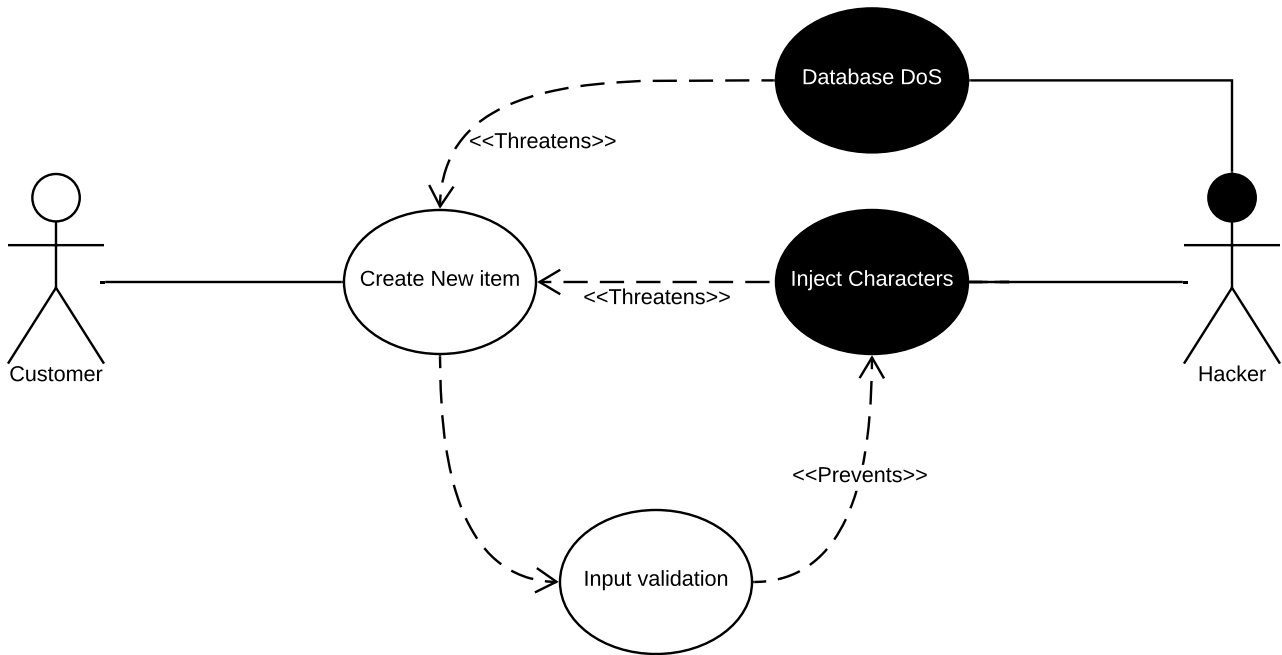 Database DoS
<<Threatens>>
Create New item
Inject Characters
<<Threatens>>
Customer
Hacker
<<Prevents>>
Input validation